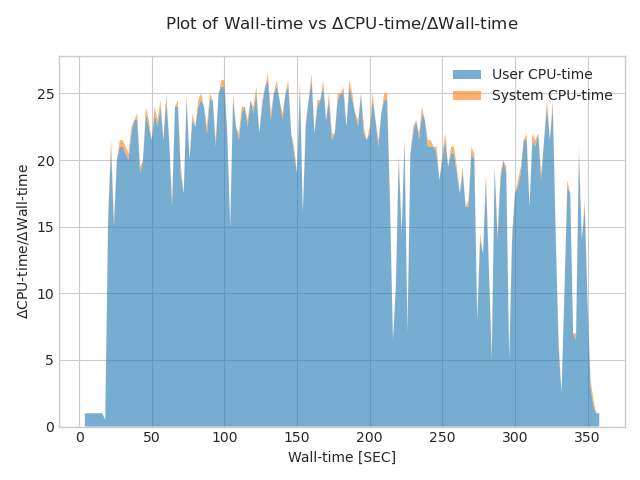 Plot of Wall-time vs ΔCPU-time/ΔWall-time
User CPU-time
System CPU-time
ΔCPU-time/ΔWall-time
25
20
15
10
5
0
0 50 100 150 200 250 300 350
Wall-time [SEC]